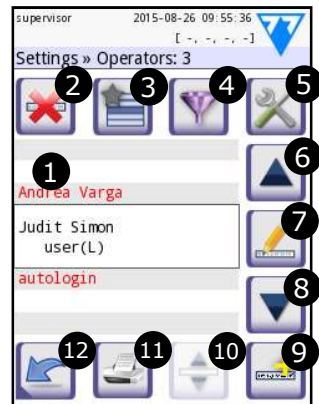 supervisor 2015-08-26 09:55:36
[ -, -, -, -]
Settings » Operators: 3
2 3 4 5
6
1
Andrea Varga
Judit Simon
7
user(L)
autologin
8
12 11 10 9